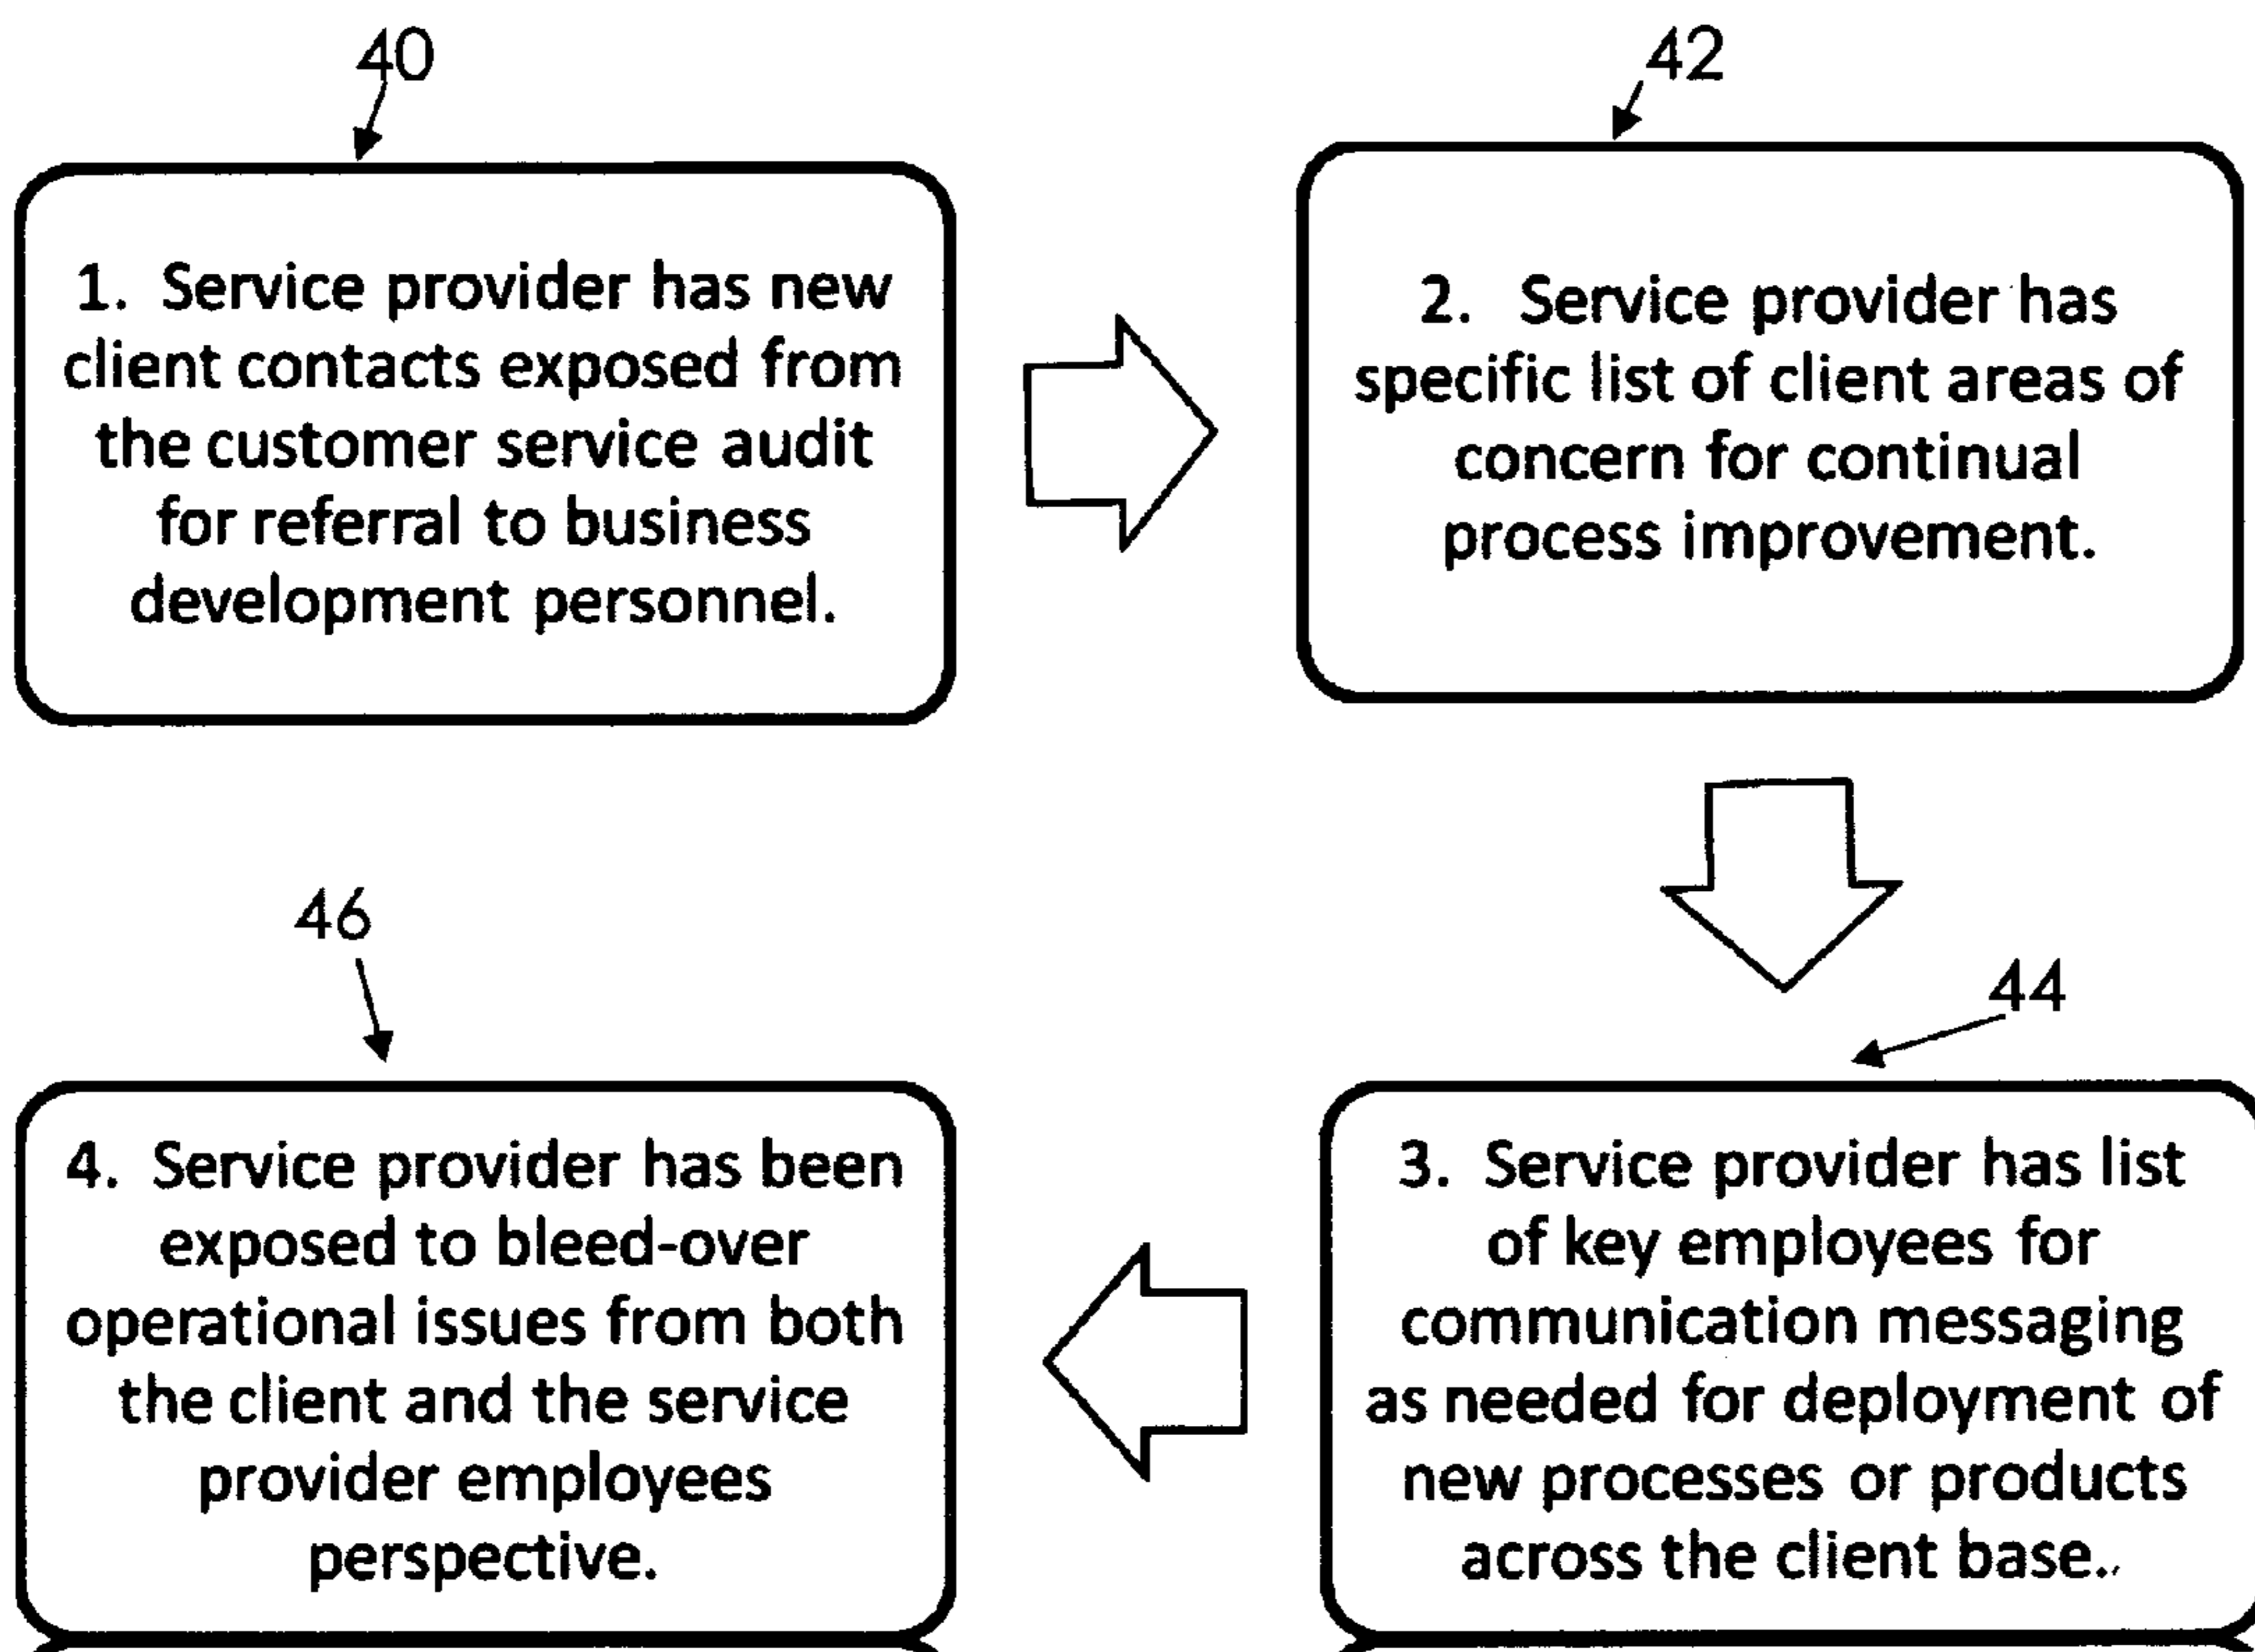 40
1. Service provider has new
client contacts exposed from
the customer service audit
for referral to business
development personnel.
42
2. Service provider has
specific list of client areas of
concern for continual
process improvement.
44
3. Service provider has list
of key employees for
communication messaging
as needed for deployment of
new processes or products
across the client base..
46
4. Service provider has been
exposed to bleed-over
operational issues from both
the client and the service
provider employees
perspective.